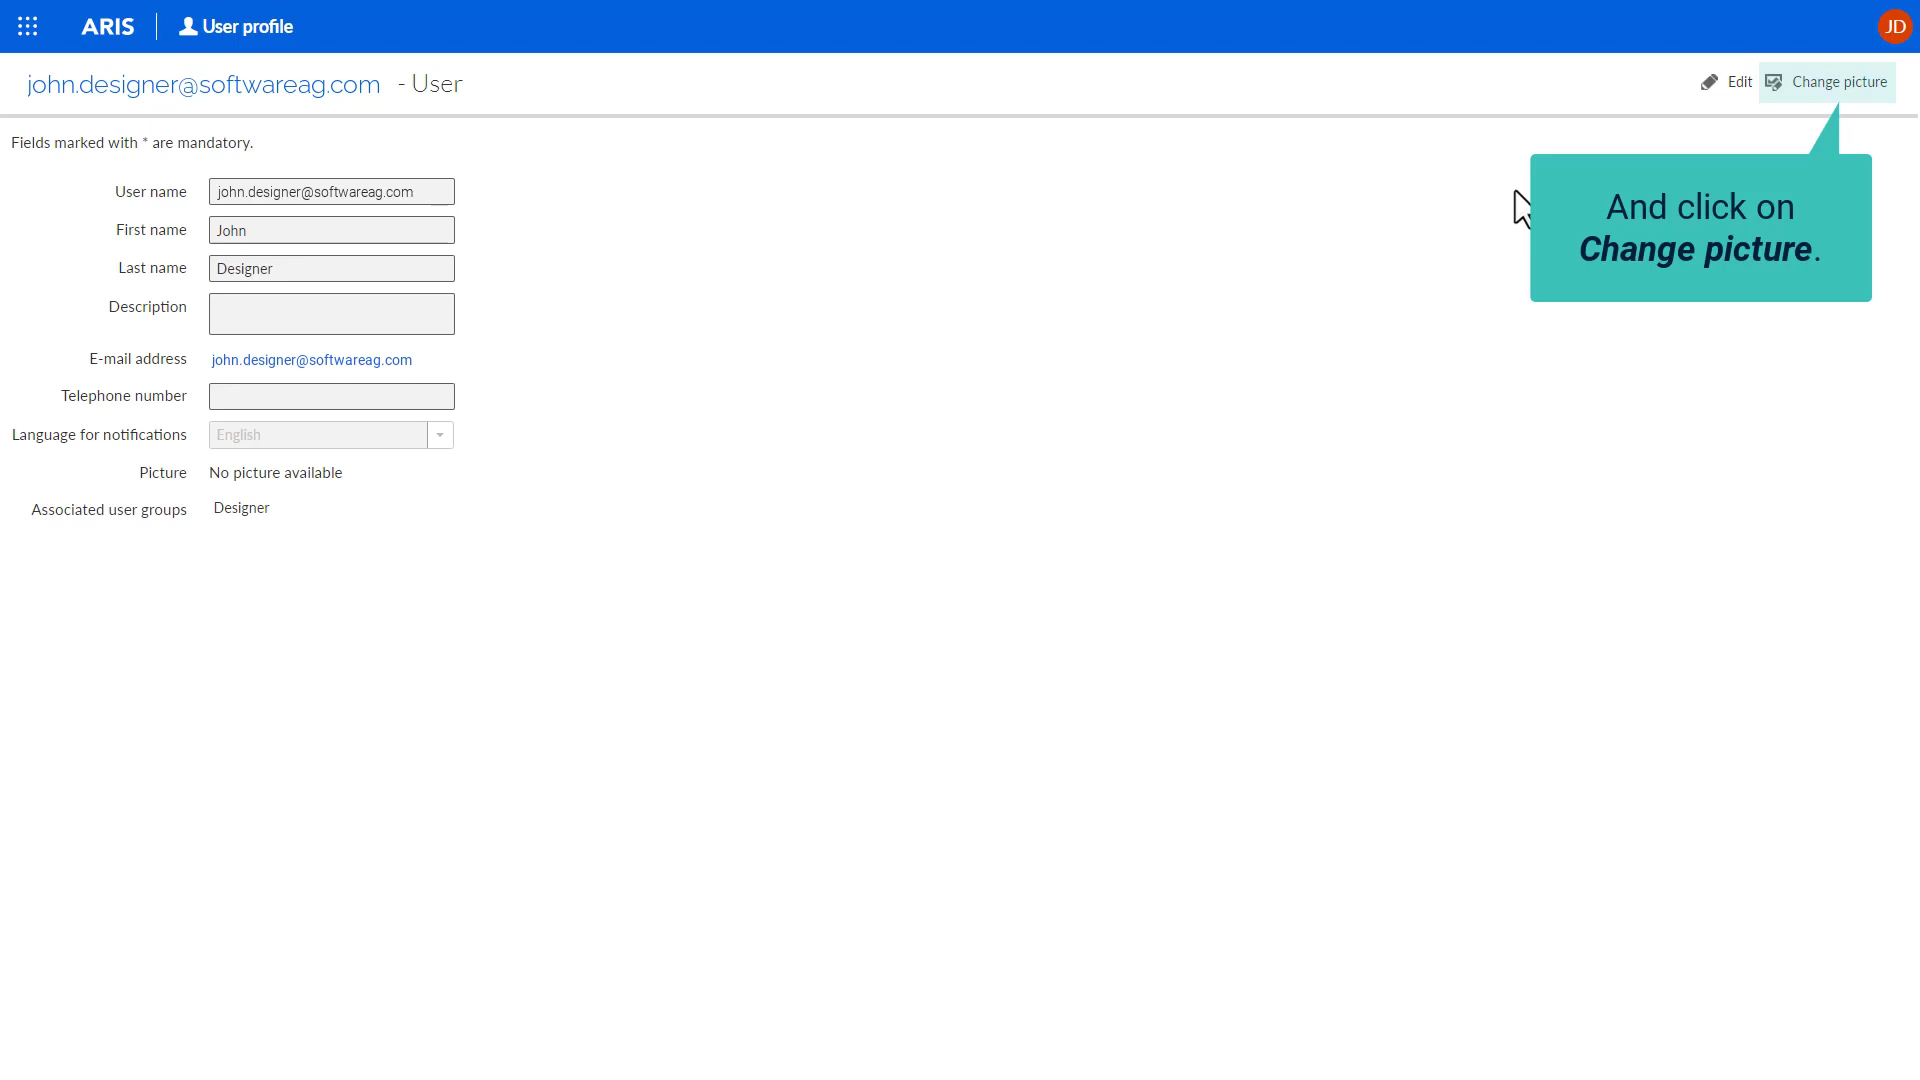 ARIS
User profile
JD
john.designer@softwareag.com - User
Edit
Change picture
Fields marked with * are mandatory.
And click on
Change picture.
User name john.designer@softwareag.com
First name John
Last name Designer
Description
E-mail address john.designer@softwareag.com
Telephone number
Language for notifications English
Picture No picture available
Associated user groups Designer